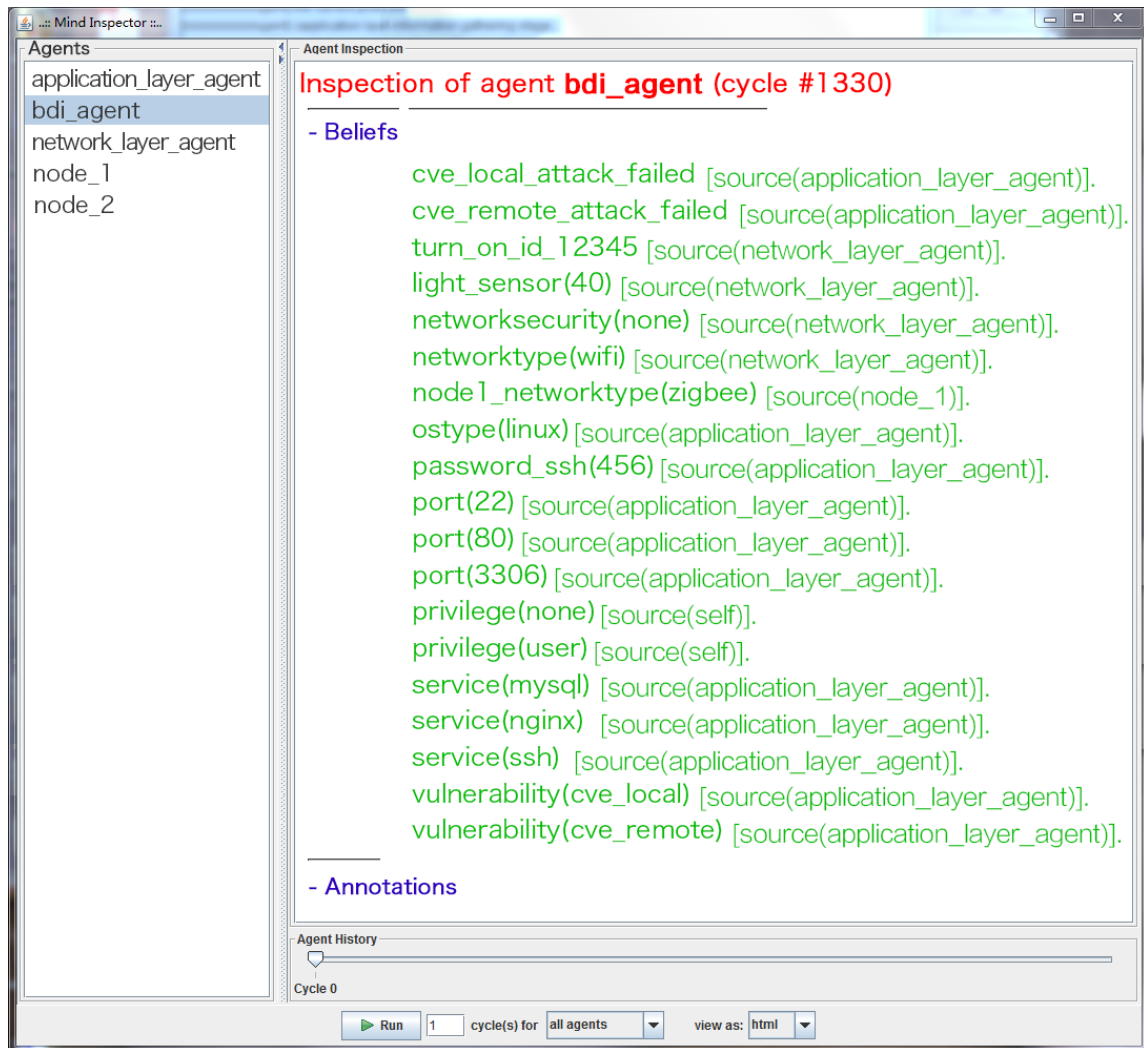 ..:: Mind Inspector ::..
Agents
application_layer_agent
bdi_agent
network_layer_agent
node_1
node_2
Agent Inspection
Inspection of agent bdi_agent (cycle #1330)
- Beliefs
cve_local_attack_failed [source(application_layer_agent)].
cve_remote_attack_failed [source(application_layer_agent)].
turn_on_id_12345 [source(network_layer_agent)].
light_sensor(40) [source(network_layer_agent)].
networksecurity(none) [source(network_layer_agent)].
networktype(wifi) [source(network_layer_agent)].
node1_networktype(zigbee) [source(node_1)].
ostype(linux) [source(application_layer_agent)].
password_ssh(456) [source(application_layer_agent)].
port(22) [source(application_layer_agent)].
port(80) [source(application_layer_agent)].
port(3306) [source(application_layer_agent)].
privilege(none) [source(self)].
privilege(user) [source(self)].
service(mysql) [source(application_layer_agent)].
service(nginx) [source(application_layer_agent)].
service(ssh) [source(application_layer_agent)].
vulnerability(cve_local) [source(application_layer_agent)].
vulnerability(cve_remote) [source(application_layer_agent)].
- Annotations
Agent History
Cycle 0
Run 1 cycle(s) for all agents view as: html